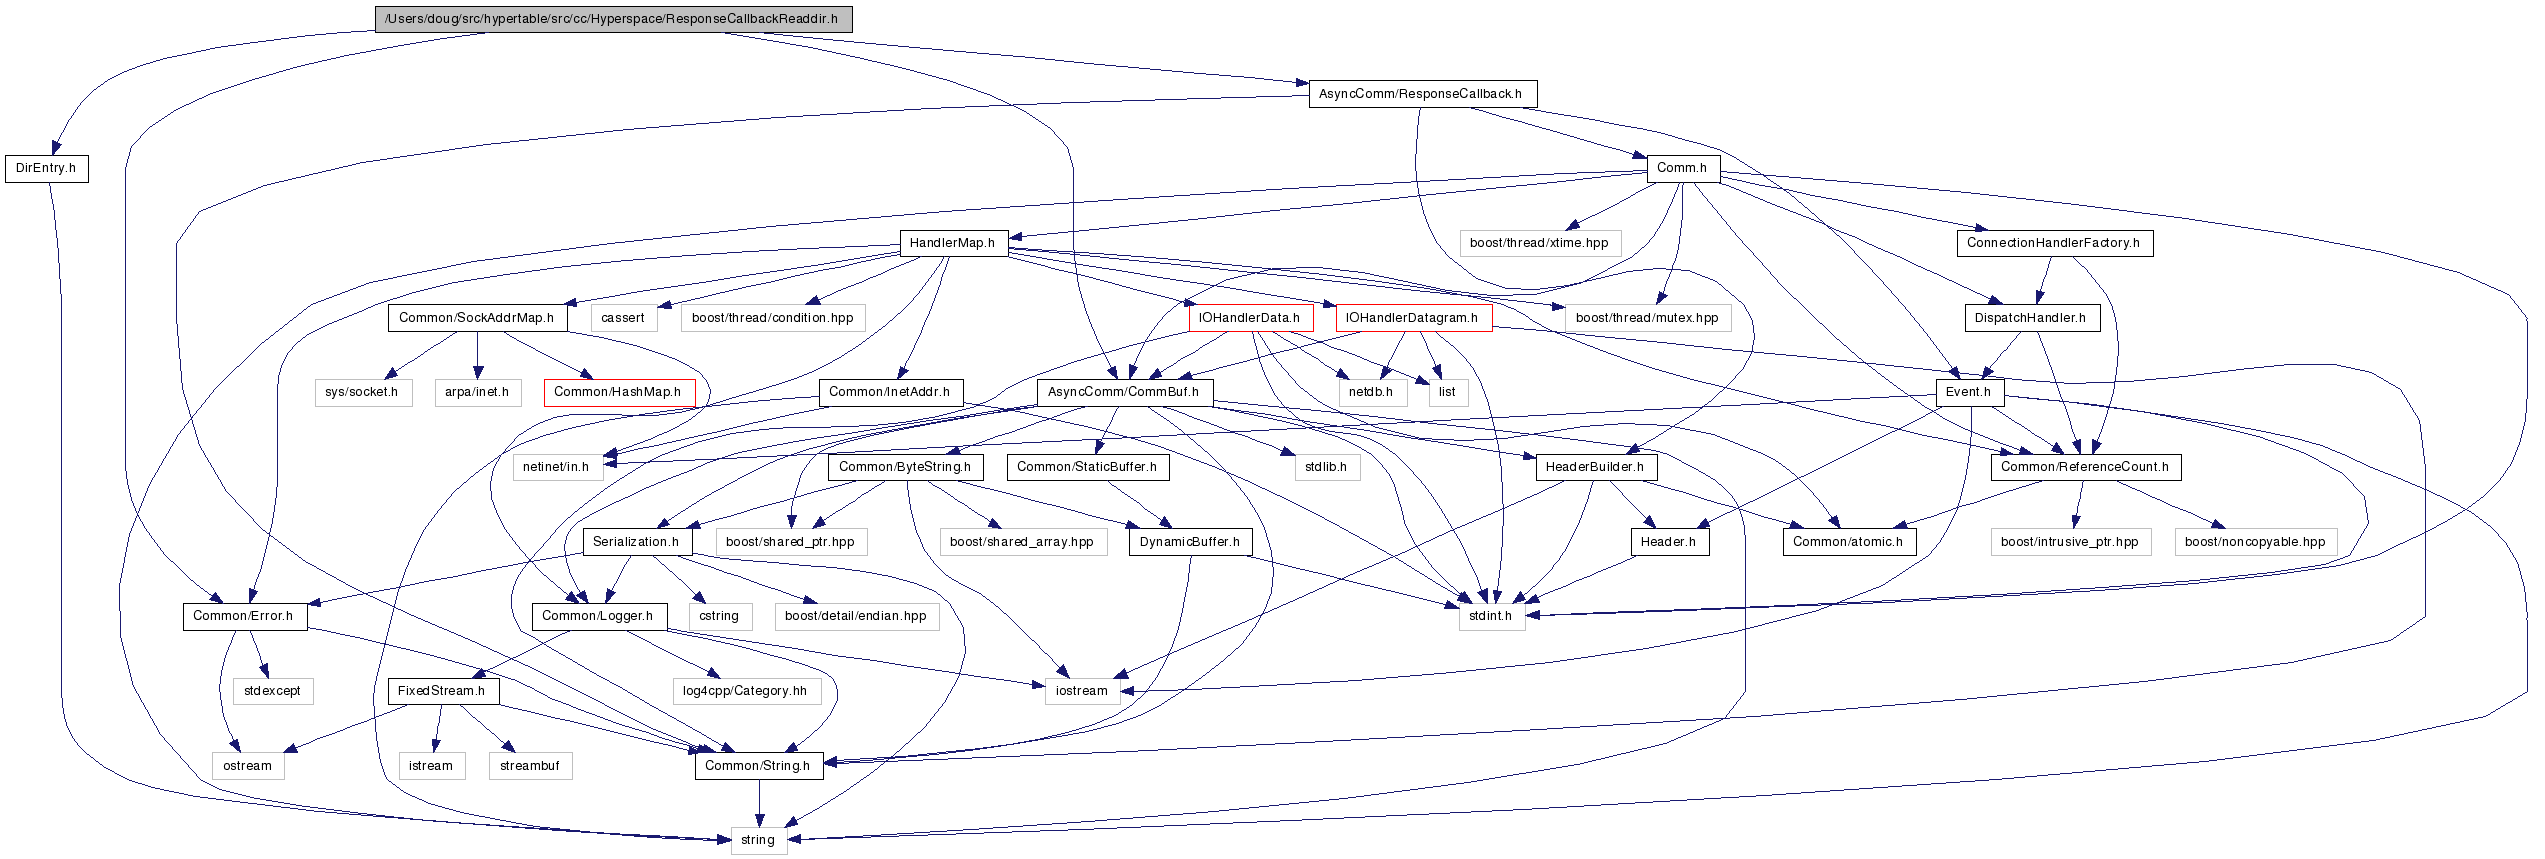 /Users/doug/src/hypertable/src/cc/Hyperspace/ResponseCallbackReaddir.h
AsyncComm/ResponseCallback.h
DirEntry.h
Comm.h
HandlerMap.h
boost/thread/xtime.hpp
ConnectionHandlerFactory.h
Common/SockAddrMap.h
cassert
boost/thread/condition.hpp
IOHandlerData.h
IOHandlerDatagram.h
boost/thread/mutex.hpp
DispatchHandler.h
sys/socket.h
arpa/inet.h
Common/HashMap.h
Common/InetAddr.h
AsyncComm/CommBuf.h
netdb.h
list
Event.h
netinet/in.h
Common/ByteString.h
Common/StaticBuffer.h
stdlib.h
HeaderBuilder.h
Common/ReferenceCount.h
Serialization.h
boost/shared_ptr.hpp
boost/shared_array.hpp
DynamicBuffer.h
Header.h
Common/atomic.h
boost/intrusive_ptr.hpp
boost/noncopyable.hpp
Common/Error.h
Common/Logger.h
cstring
boost/detail/endian.hpp
stdint.h
stdexcept
FixedStream.h
log4cpp/Category.hh
iostream
ostream
istream
streambuf
Common/String.h
string